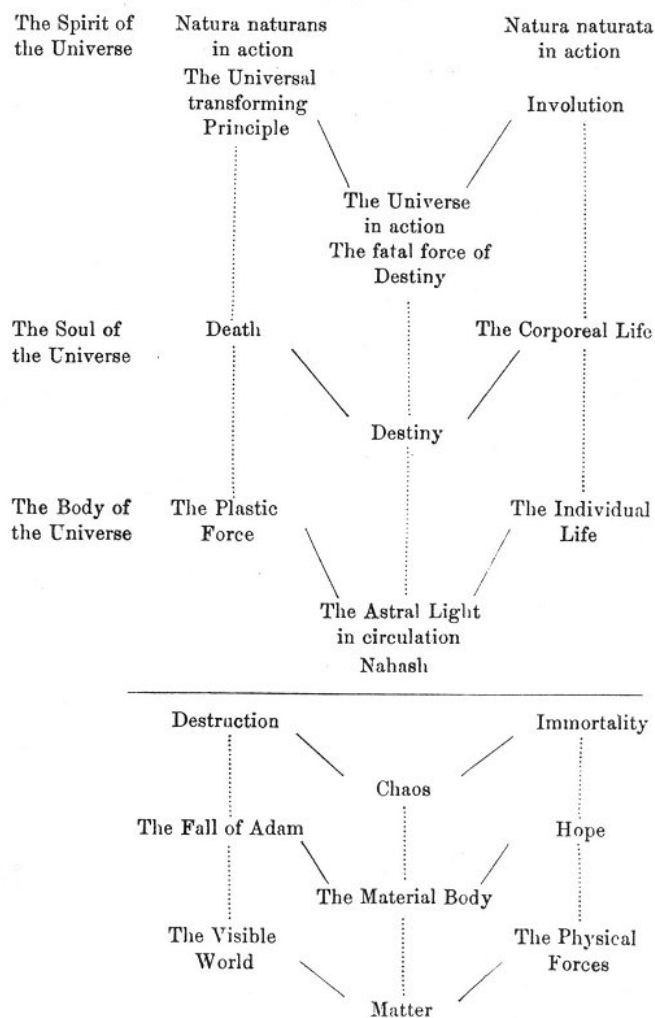 The Spirit of
the Universe
Natura naturans
in action
The Universal
transforming
Principle
Natura naturata
in action
Involution
The Universe
in action
The fatal force of
Destiny
The Soul of
the Universe
Death
The Corporeal Life
Destiny
The Body of
the Universe
The Plastic
Force
The Individual
Life
The Astral Light
in circulation
Nahash
Destruction
Immortality
Chaos
The Fall of Adam
Hope
The Material Body
The Visible
World
The Physical
Forces
Matter